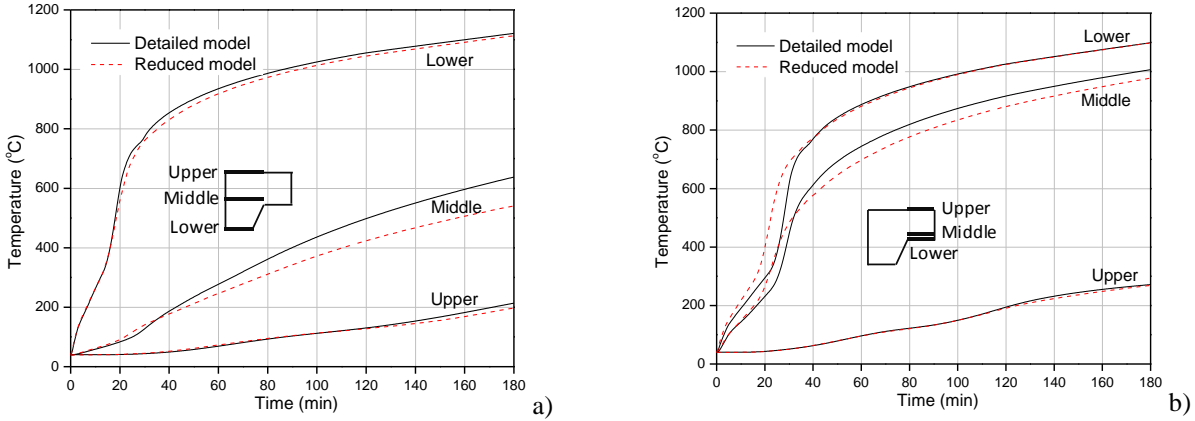 1200
1000
800
600
400
200
0
Temperature (°C)
Detailed model
Reduced model
Lower
Upper
Middle
Lower
Middle
Upper
0 20 40 60 80 100 120 140 160 180
Time (min)
a)
1200
1000
800
600
400
200
0
Temperature (°C)
Detailed model
Reduced model
Lower
Middle
Upper
Middle
Lower
Upper
0 20 40 60 80 100 120 140 160 180
Time (min)
b)